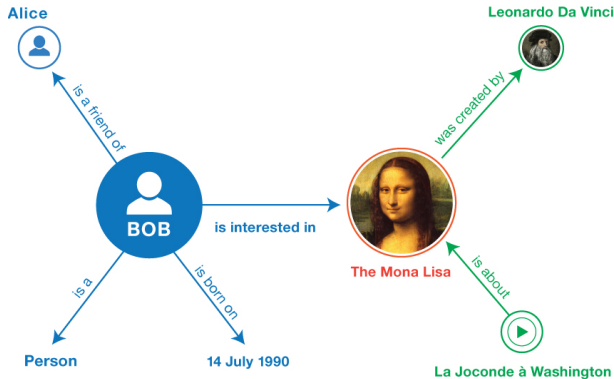 Alice
Leonardo Da Vinci
is a friend of
was created by
BOB
is interested in
The Mona Lisa
is a
is born on
is about
Person
14 July 1990
La Joconde à Washington